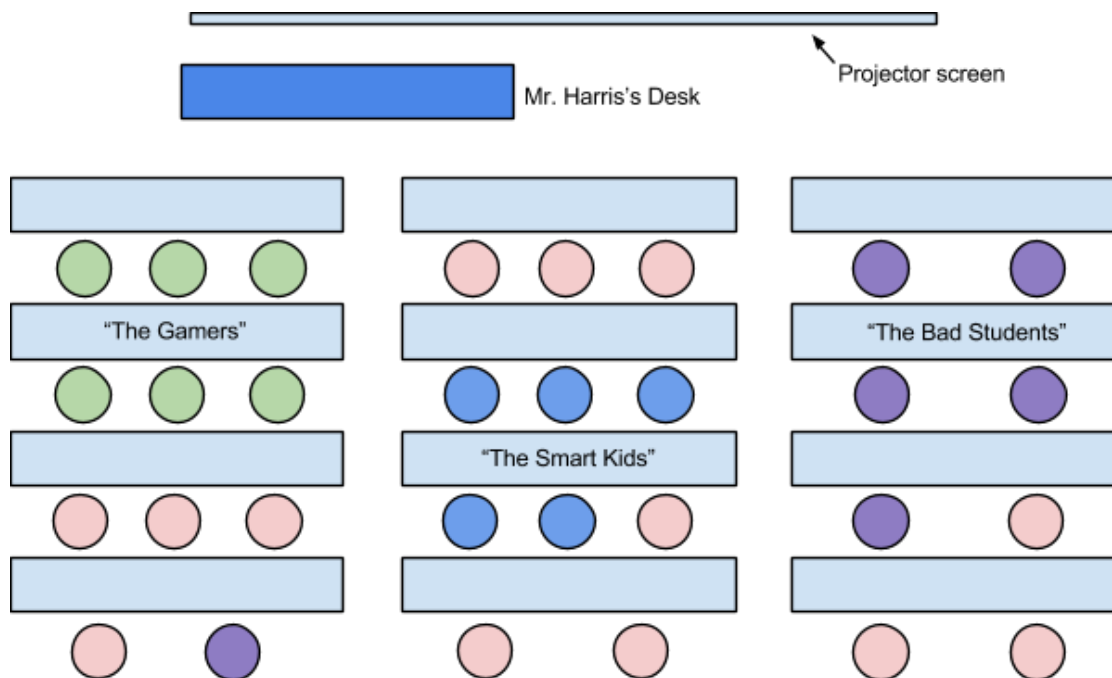 Projector screen
Mr. Harris's Desk
“The Gamers”
“The Bad Students”
“The Smart Kids”